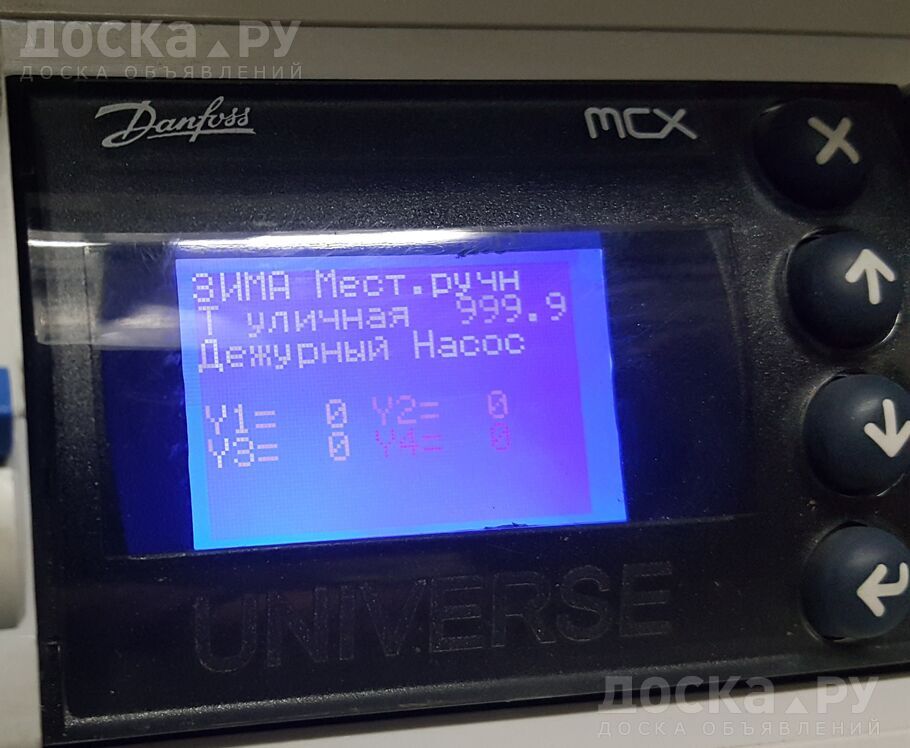 доска.ру
доска объявлений
Danfoss
MCX
ЗИМА Мест.ручн
Т уличная 999.9
Дежурный Насос
Y1= 0 Y2= 0
Y3= 0 Y4= 0
UNIVERSE
доска.ру
доска объявлений